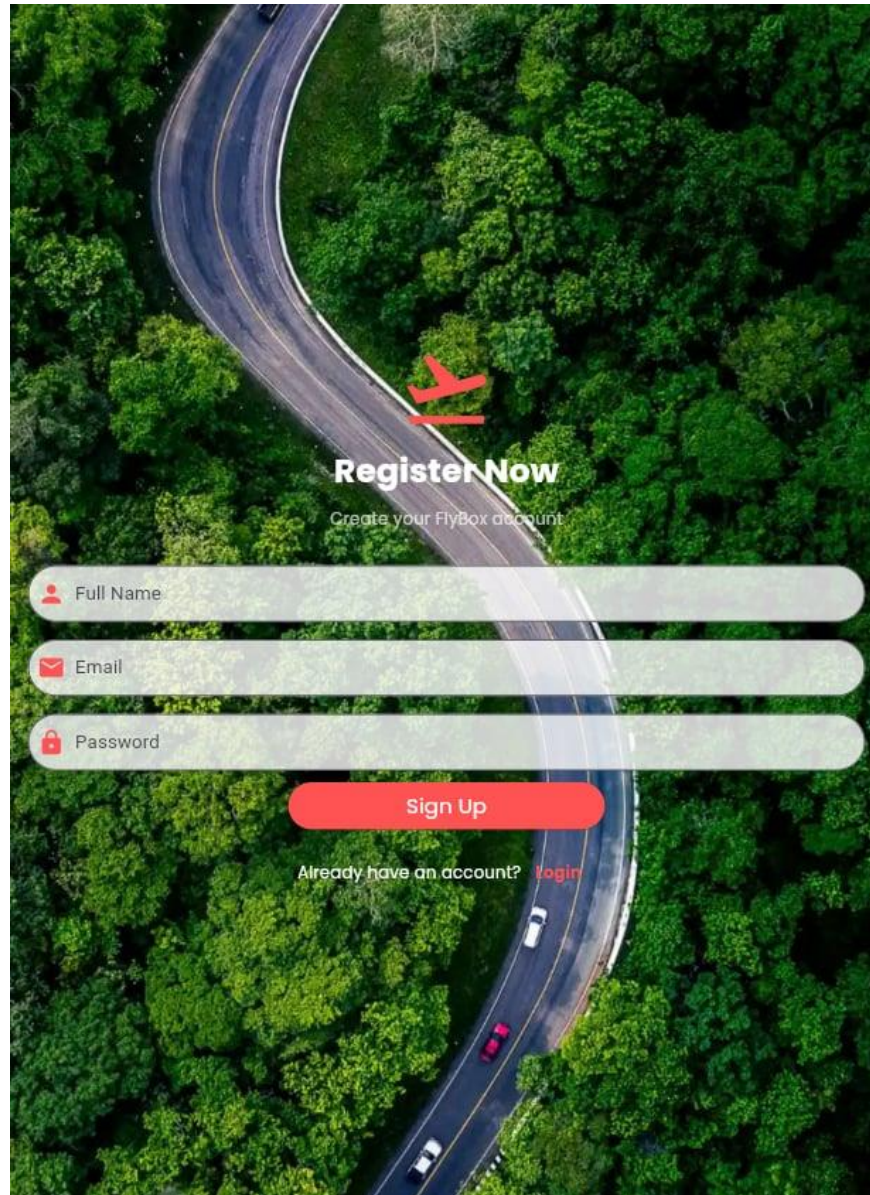 Register Now
Create your FlyBox account
Full Name
Email
Password
Sign Up
Already have an account? Login